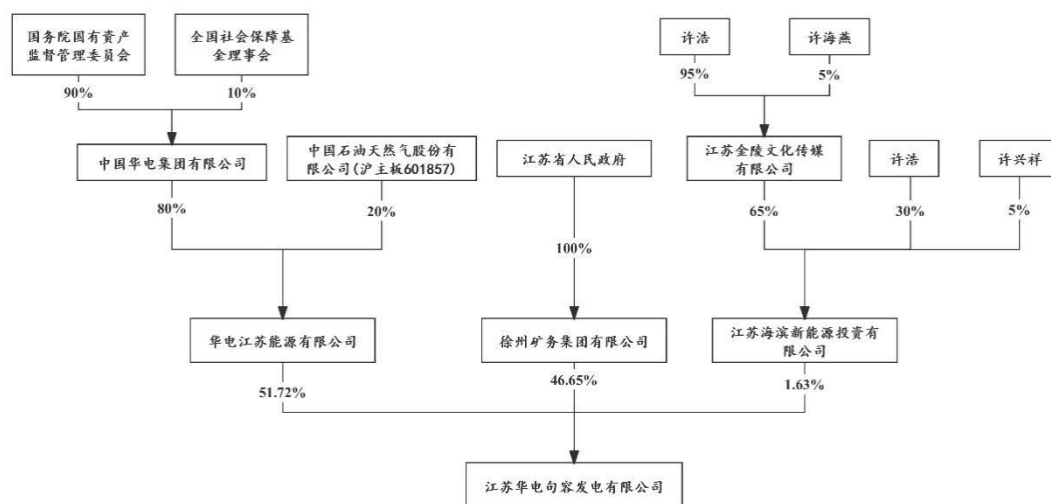 国务院国有资产
监督管理委员会
全国社会保障基
金理事会
许浩
许海燕
90%
10%
95%
5%
中国华电集团有限公司
中国石油天然气股份有
限公司(沪主板601857)
江苏省人民政府
江苏金陵文化传媒
有限公司
许浩
许兴祥
80%
20%
100%
65%
30%
5%
华电江苏能源有限公司
徐州矿务集团有限公司
江苏海滨新能源投资有
限公司
51.72%
46.65%
1.63%
江苏华电句容发电有限公司